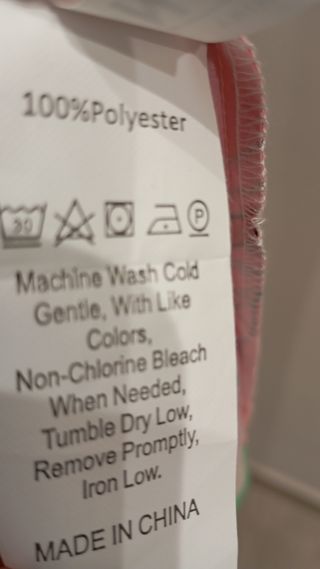 100%Polyester
30 P
Machine Wash Cold
Gentle, With Like
Colors,
Non-Chlorine Bleach
When Needed,
Tumble Dry Low,
Remove Promptly,
Iron Low.
MADE IN CHINA